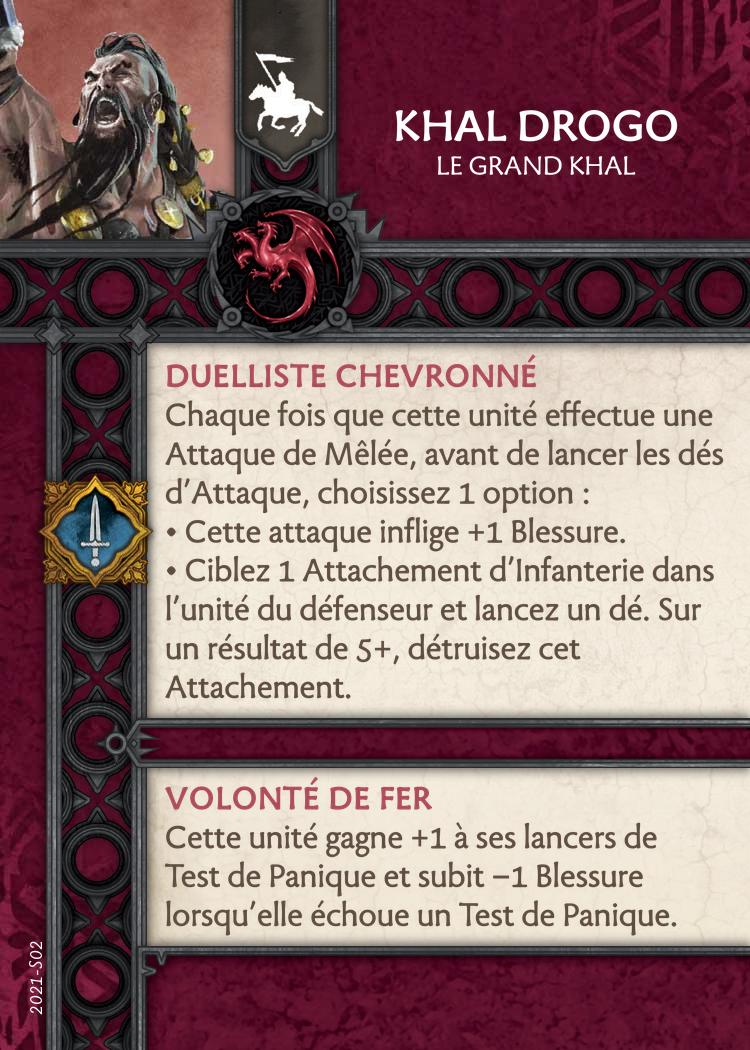 KHAL DROGO
LE GRAND KHAL
DUELLISTE CHEVRONNÉ
Chaque fois que cette unité effectue une
Attaque de Mêlée, avant de lancer les dés
d'Attaque, choisissez 1 option :
• Cette attaque inflige +1 Blessure.
• Ciblez 1 Attachement d'Infanterie dans
l'unité du défenseur et lancez un dé. Sur
un résultat de 5+, détruisez cet
Attachement.
VOLONTÉ DE FER
Cette unité gagne +1 à ses lancers de
Test de Panique et subit −1 Blessure
lorsqu'elle échoue un Test de Panique.
2021-S02